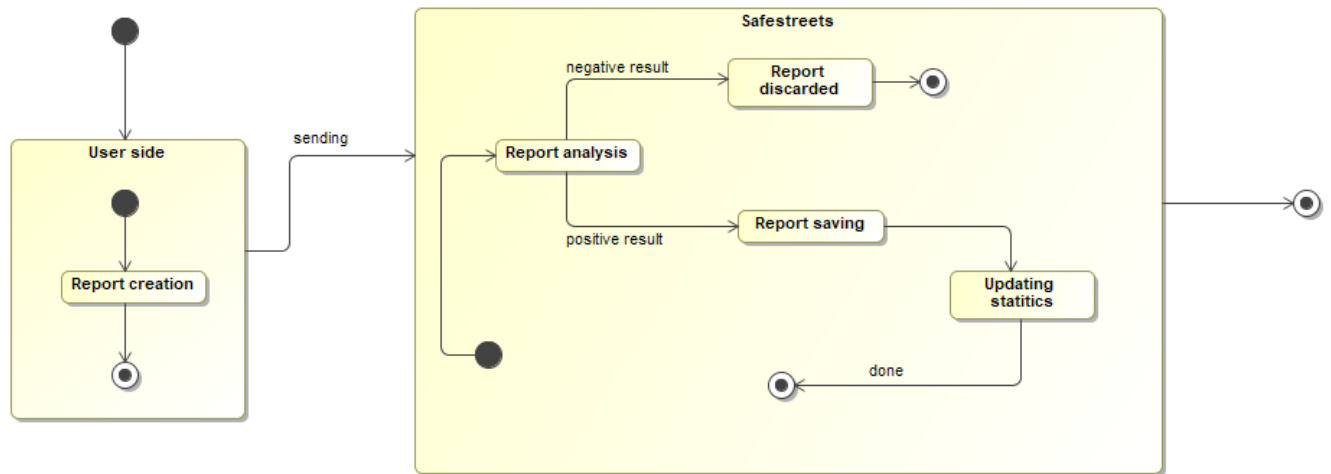 Safestreets
negative result
Report
discarded
sending
User side
Report analysis
Report saving
positive result
Report creation
Updating
statitics
done